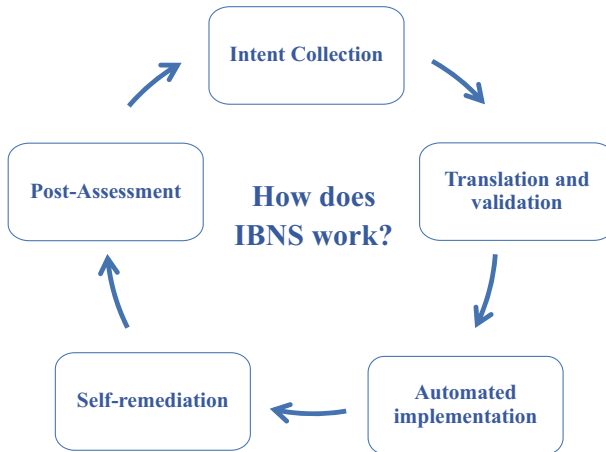 Intent Collection
Translation and
validation
Automated
implementation
Self-remediation
Post-Assessment
How does
IBNS work?